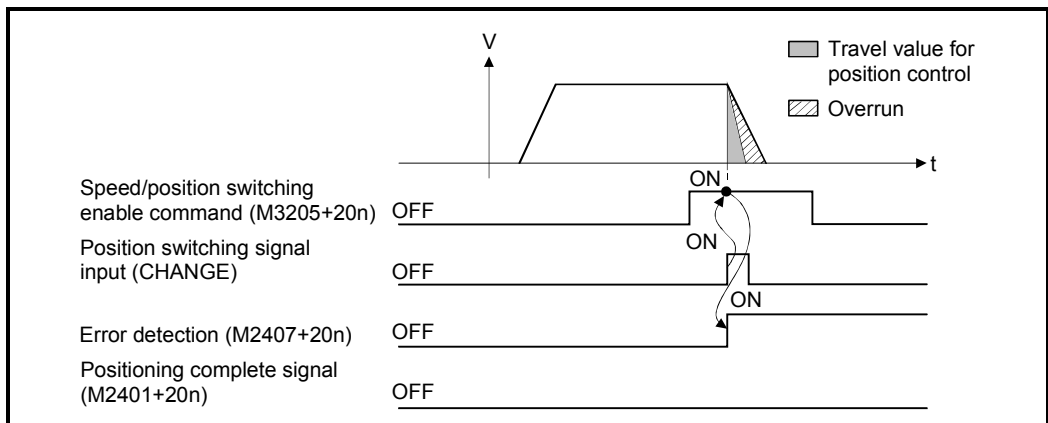 V
Travel value for
position control
Overrun
t
Speed/position switching
enable command (M3205+20n)
OFF
ON
Position switching signal
input (CHANGE)
OFF
ON
Error detection (M2407+20n)
OFF
ON
Positioning complete signal
(M2401+20n)
OFF